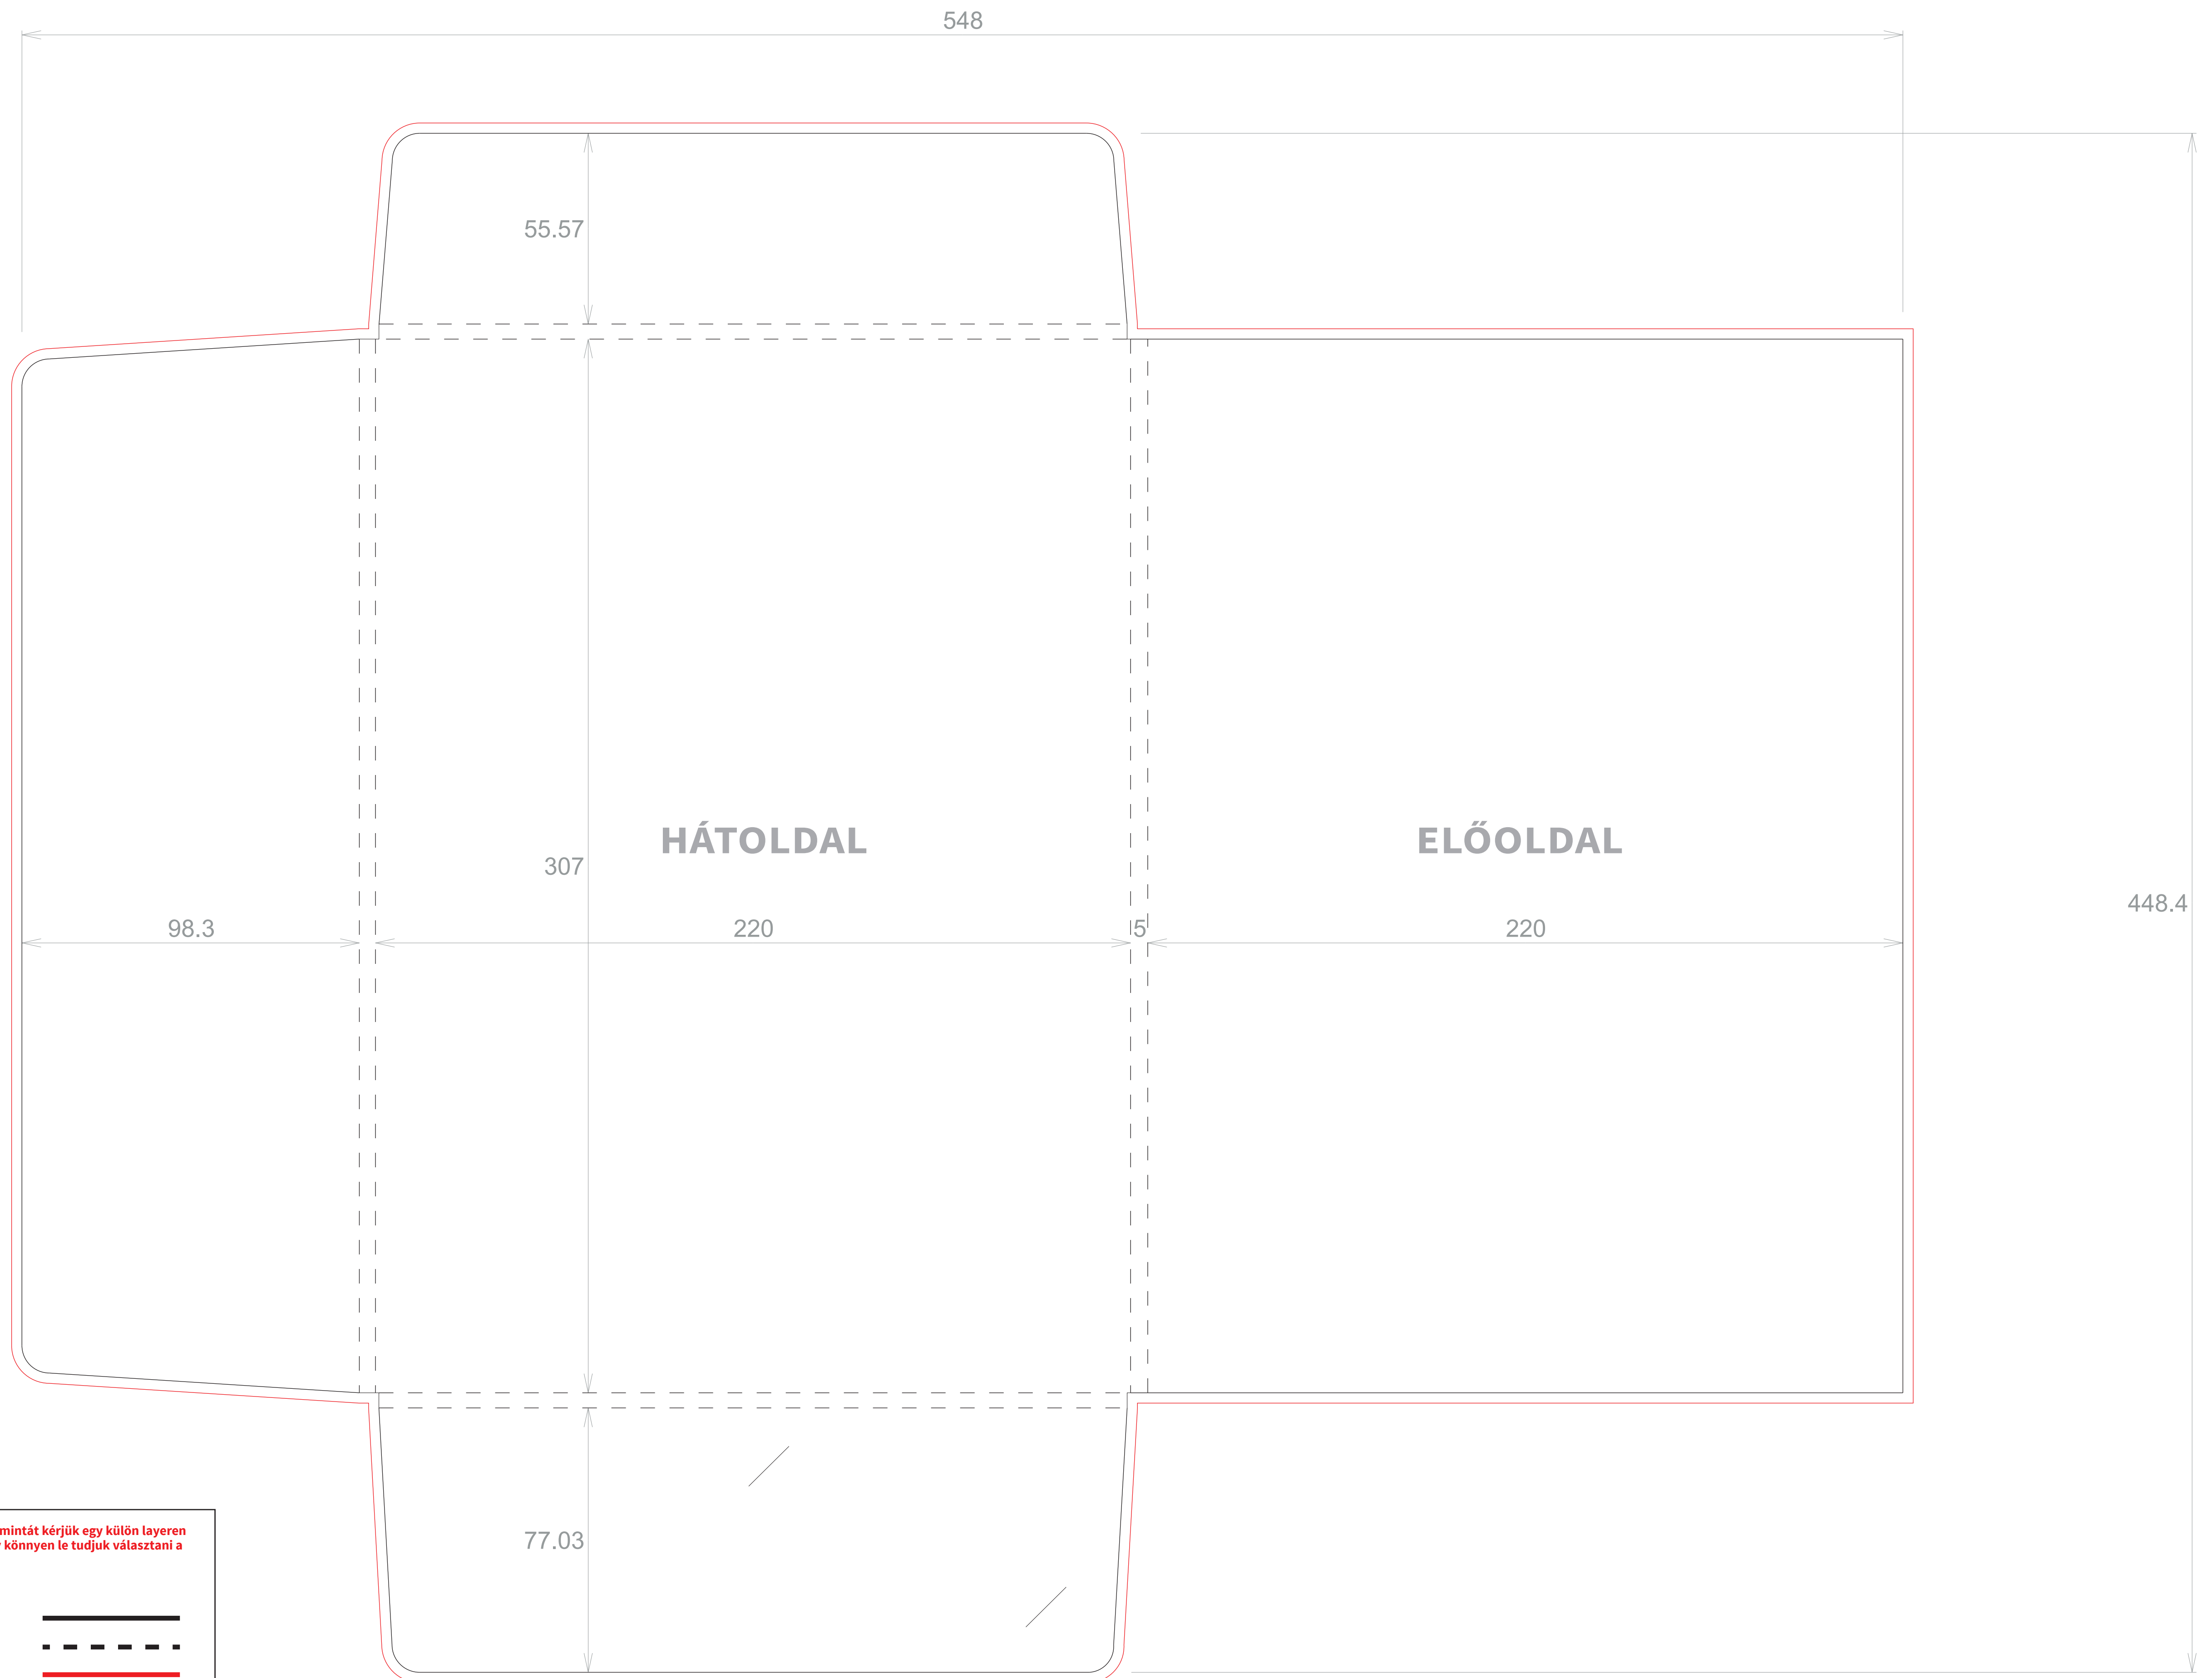 548
55.57
HÁTOLDAL
ELŐOLDAL
307
448.4
98.3
220
5
220
mintát kérjük egy külön layeren
könnyen le tudjuk választani a
77.03